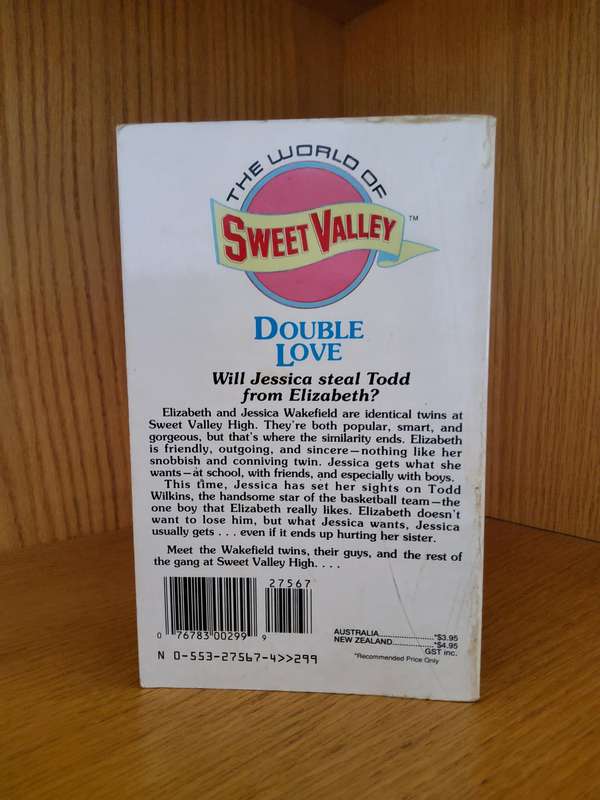 THE WORLD OF
SWEET VALLEY™
DOUBLE
LOVE
Will Jessica steal Todd
from Elizabeth?
Elizabeth and Jessica Wakefield are identical twins at
Sweet Valley High. They're both popular, smart, and
gorgeous, but that's where the similarity ends. Elizabeth
is friendly, outgoing, and sincere—nothing like her
snobbish and conniving twin. Jessica gets what she
wants—at school, with friends, and especially with boys.
This time, Jessica has set her sights on Todd
Wilkins, the handsome star of the basketball team—the
one boy that Elizabeth really likes. Elizabeth doesn't
want to lose him, but what Jessica wants, Jessica
usually gets . . . even if it ends up hurting her sister.
Meet the Wakefield twins, their guys, and the rest of
the gang at Sweet Valley High. . . .
27567
0 76783 00299 9
N 0-553-27567-4>>299
AUSTRALIA........................*$3.95
NEW ZEALAND..................*$4.95
GST inc.
*Recommended Price Only